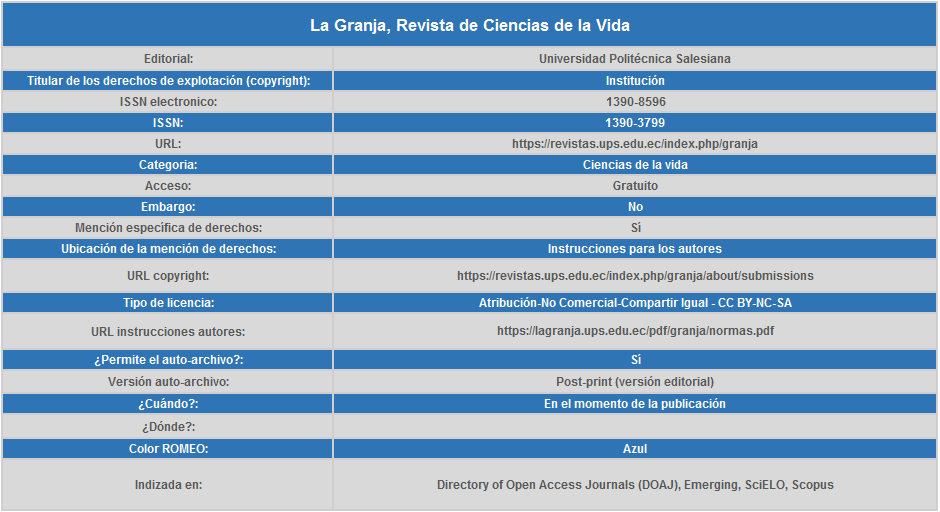 La Granja, Revista de Ciencias de la Vida
Editorial: Universidad Politécnica Salesiana
Titular de los derechos de explotación (copyright): Institución
ISSN electronico: 1390-8596
ISSN: 1390-3799
URL: https://revistas.ups.edu.ec/index.php/granja
Categoria: Ciencias de la vida
Acceso: Gratuito
Embargo: No
Mención específica de derechos: Sí
Ubicación de la mención de derechos: Instrucciones para los autores
URL copyright: https://revistas.ups.edu.ec/index.php/granja/about/submissions
Tipo de licencia: Atribución-No Comercial-Compartir Igual - CC BY-NC-SA
URL instrucciones autores: https://lagranja.ups.edu.ec/pdf/granja/normas.pdf
¿Permite el auto-archivo?: Sí
Versión auto-archivo: Post-print (versión editorial)
¿Cuándo?: En el momento de la publicación
¿Dónde?:
Color ROMEO: Azul
Indizada en: Directory of Open Access Journals (DOAJ), Emerging, SciELO, Scopus